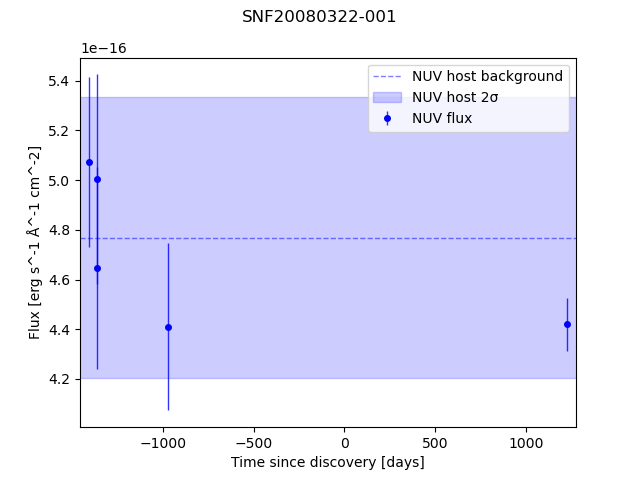 SNF20080322-001
1e−16
NUV host background
NUV host 2σ
NUV flux
5.4
5.2
5.0
4.8
4.6
4.4
4.2
Flux [erg s^-1 Å^-1 cm^-2]
−1000
−500
0
500
1000
Time since discovery [days]